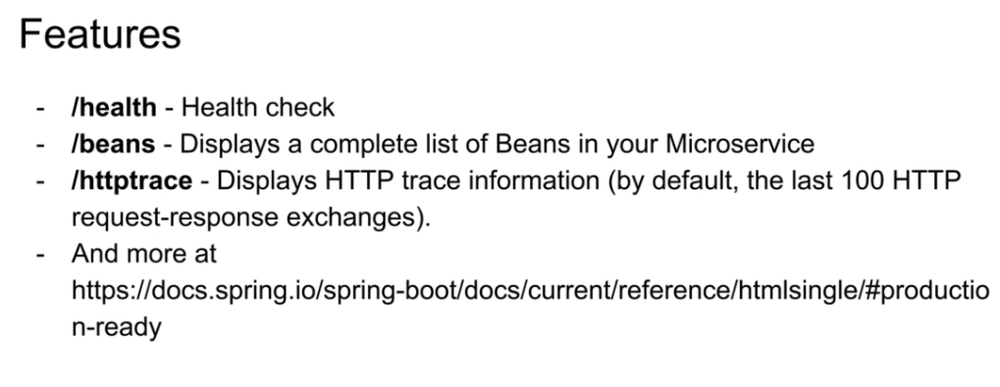 Features
- /health - Health check
- /beans - Displays a complete list of Beans in your Microservice
- /httptrace - Displays HTTP trace information (by default, the last 100 HTTP
request-response exchanges).
- And more at
https://docs.spring.io/spring-boot/docs/current/reference/htmlsingle/#productio
n-ready